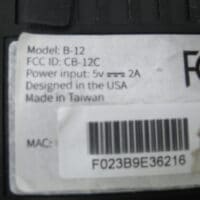 Model: B-12
FCC ID: CB-12C
Power input: 5v ⎓ 2A
Designed in the USA
Made in Taiwan
MAC:
F023B9E36216